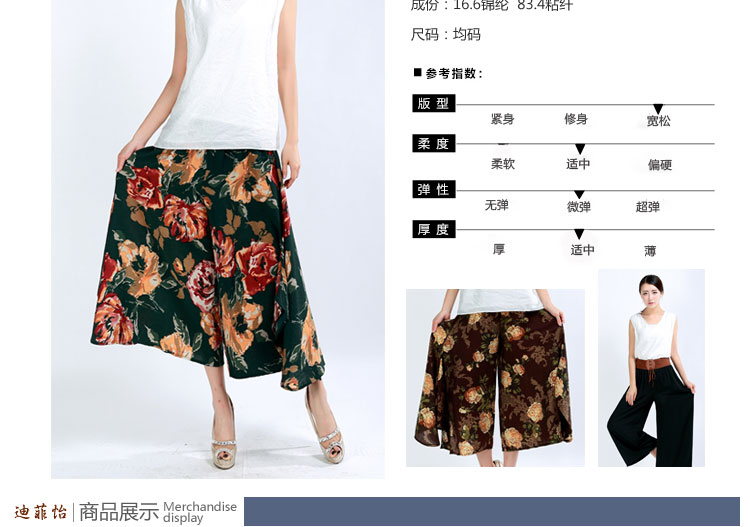 成份：16.6锦纶 83.4粘纤
尺码：均码
■ 参考指数：
版型
紧身 修身 宽松
柔度
柔软 适中 偏硬
弹性
无弹 微弹 超弹
厚度
厚 适中 薄
迪菲怡 商品展示 Merchandise
display